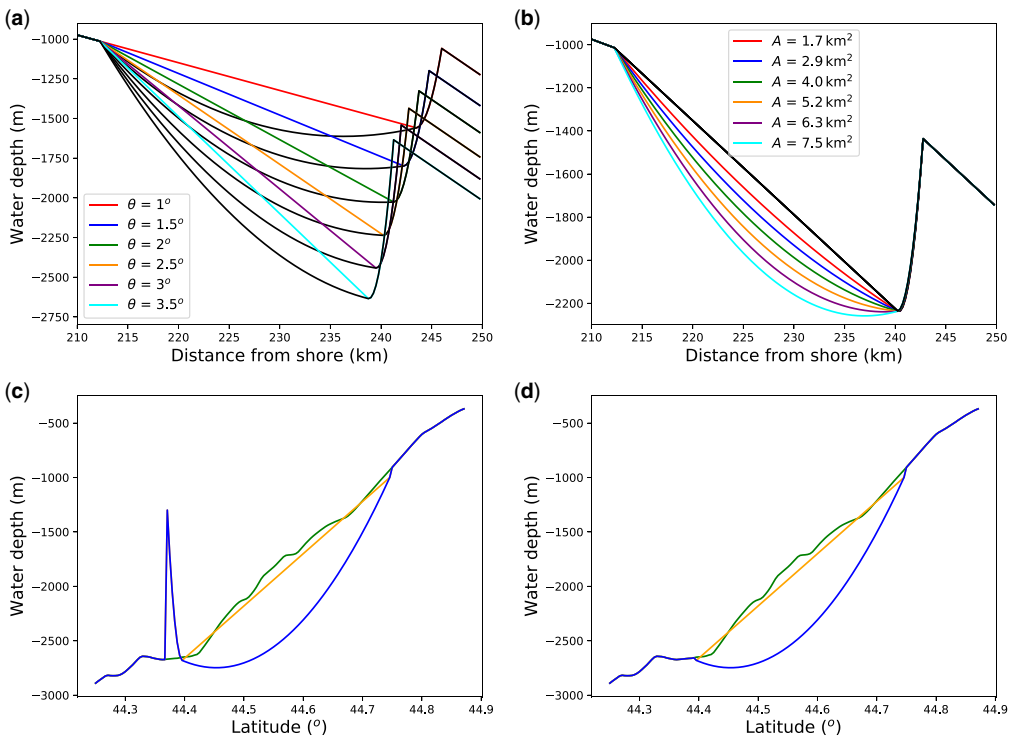 (a)
−1000
−1250
−1500
−1750
−2000
−2250
−2500
−2750
Water depth (m)
θ = 1°
θ = 1.5°
θ = 2°
θ = 2.5°
θ = 3°
θ = 3.5°
210 215 220 225 230 235 240 245 250
Distance from shore (km)
(b)
−1000
−1200
−1400
−1600
−1800
−2000
−2200
Water depth (m)
A = 1.7 km²
A = 2.9 km²
A = 4.0 km²
A = 5.2 km²
A = 6.3 km²
A = 7.5 km²
210 215 220 225 230 235 240 245 250
Distance from shore (km)
(c)
−500
−1000
−1500
−2000
−2500
−3000
Water depth (m)
44.3 44.4 44.5 44.6 44.7 44.8 44.9
Latitude (°)
(d)
−500
−1000
−1500
−2000
−2500
−3000
Water depth (m)
44.3 44.4 44.5 44.6 44.7 44.8 44.9
Latitude (°)